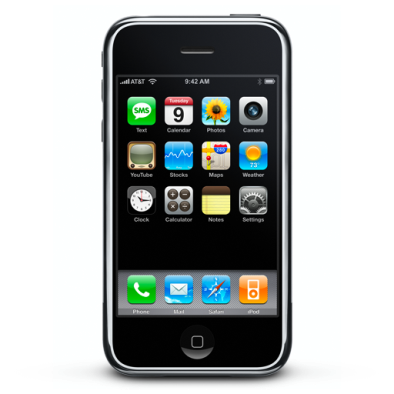 AT&T 9:42 AM
SMS Tuesday 9 280
73°
Text Calendar Photos Camera
YouTube Stocks Maps Weather
Clock Calculator Notes Settings
Phone Mail Safari iPod